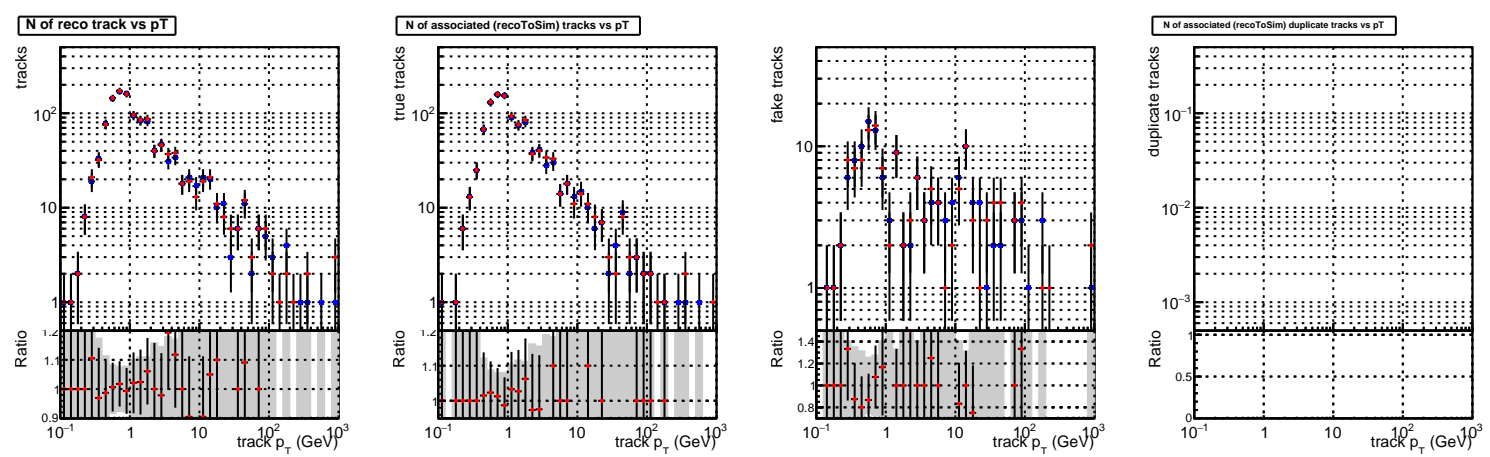 N of reco track vs pT
tracks
10²
10
1
Ratio
1.2
1.1
1
0.9
10⁻¹ 1 10 10² 10³
track p_T (GeV)
N of associated (recoToSim) tracks vs pT
true tracks
10²
10
1
Ratio
1.1
1
10⁻¹ 1 10 10² 10³
track p_T (GeV)
fake tracks
10
1
Ratio
1.4
1.2
1
0.8
10⁻¹ 1 10 10² 10³
track p_T (GeV)
N of associated (recoToSim) duplicate tracks vs pT
duplicate tracks
10⁻¹
10⁻²
10⁻³
Ratio
1
0.5
0
10⁻¹ 1 10 10² 10³
track p_T (GeV)